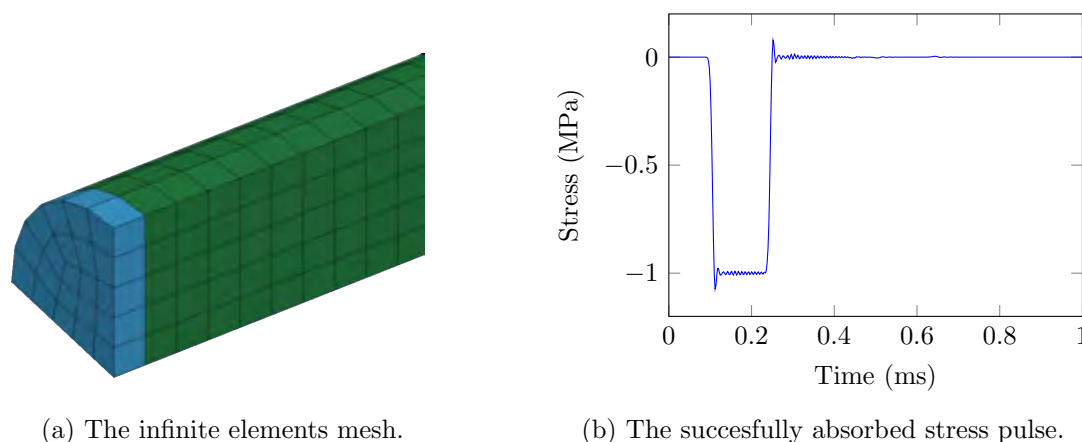 0
−0.5
−1
Stress (MPa)
0 0.2 0.4 0.6 0.8 1
Time (ms)
(a) The infinite elements mesh.
(b) The succesfully absorbed stress pulse.